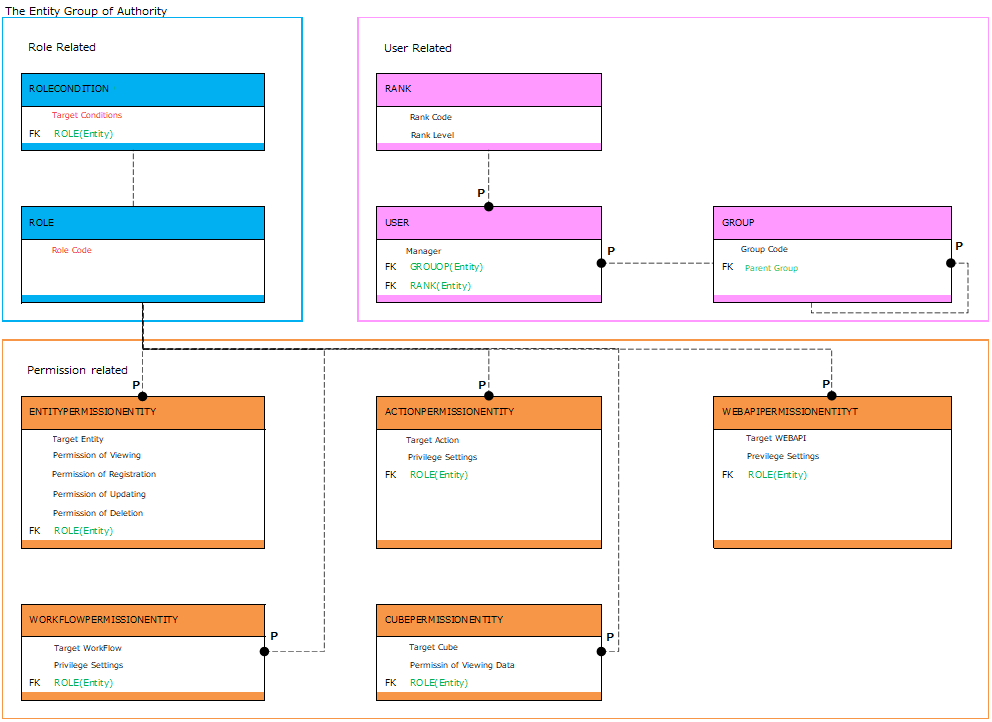 The Entity Group of Authority
Role Related
ROLECONDITION
Target Conditions
FK ROLE(Entity)
ROLE
Role Code
User Related
RANK
Rank Code
Rank Level
P
USER
Manager
FK GROUOP(Entity)
FK RANK(Entity)
P
GROUP
Group Code
FK Parent Group
P
Permission related
P
ENTITYPERMISSIONENTITY
Target Entity
Permission of Viewing
Permission of Registration
Permission of Updating
Permission of Deletion
FK ROLE(Entity)
P
ACTIONPERMISSIONENTITY
Target Action
Privilege Settings
FK ROLE(Entity)
P
WEBAPIPERMISSIONENTITYT
Target WEBAPI
Previlege Settings
FK ROLE(Entity)
WORKFLOWPERMISSIONENTITY
Target WorkFlow
Privilege Settings
FK ROLE(Entity)
P
CUBEPERMISSIONENTITY
Target Cube
Permissin of Viewing Data
FK ROLE(Entity)
P